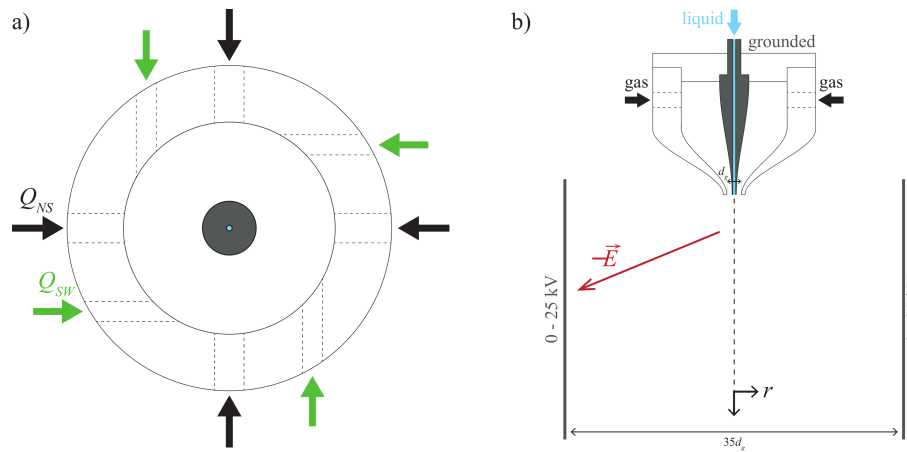 a)
Q_NS
Q_SW
b)
liquid
grounded
gas
gas
d_g
-E
0 - 25 kV
r
35d_g